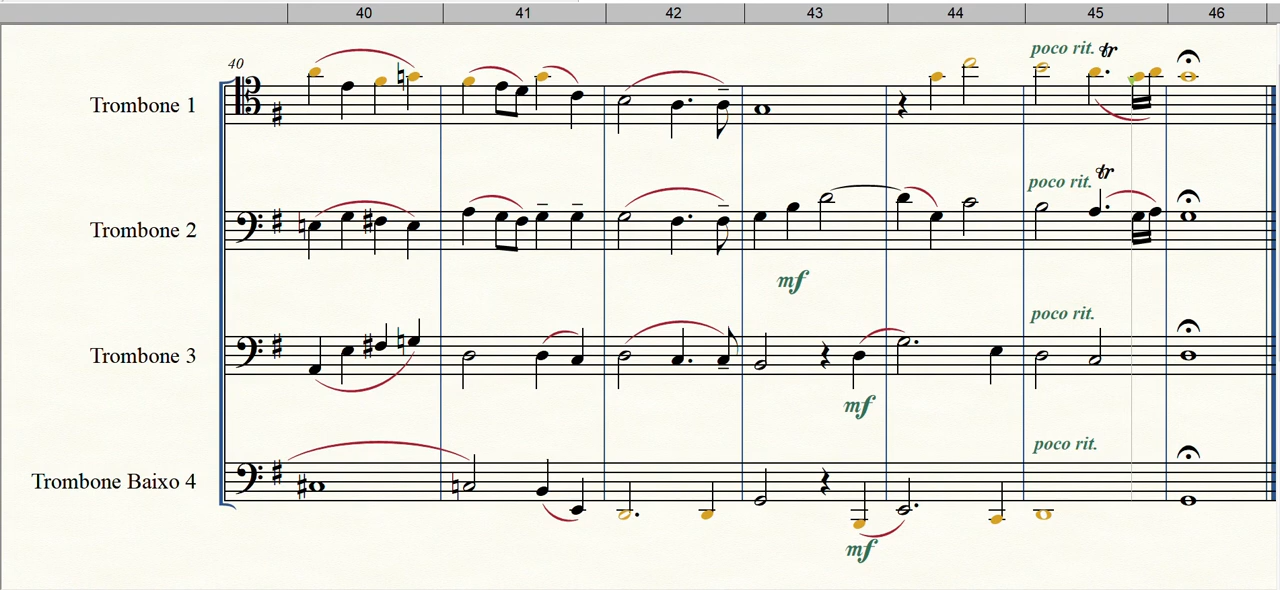 40 41 42 43 44 45 46
poco rit. tr
40
Trombone 1
poco rit. tr
Trombone 2
mf
poco rit.
Trombone 3
mf
poco rit.
Trombone Baixo 4
mf